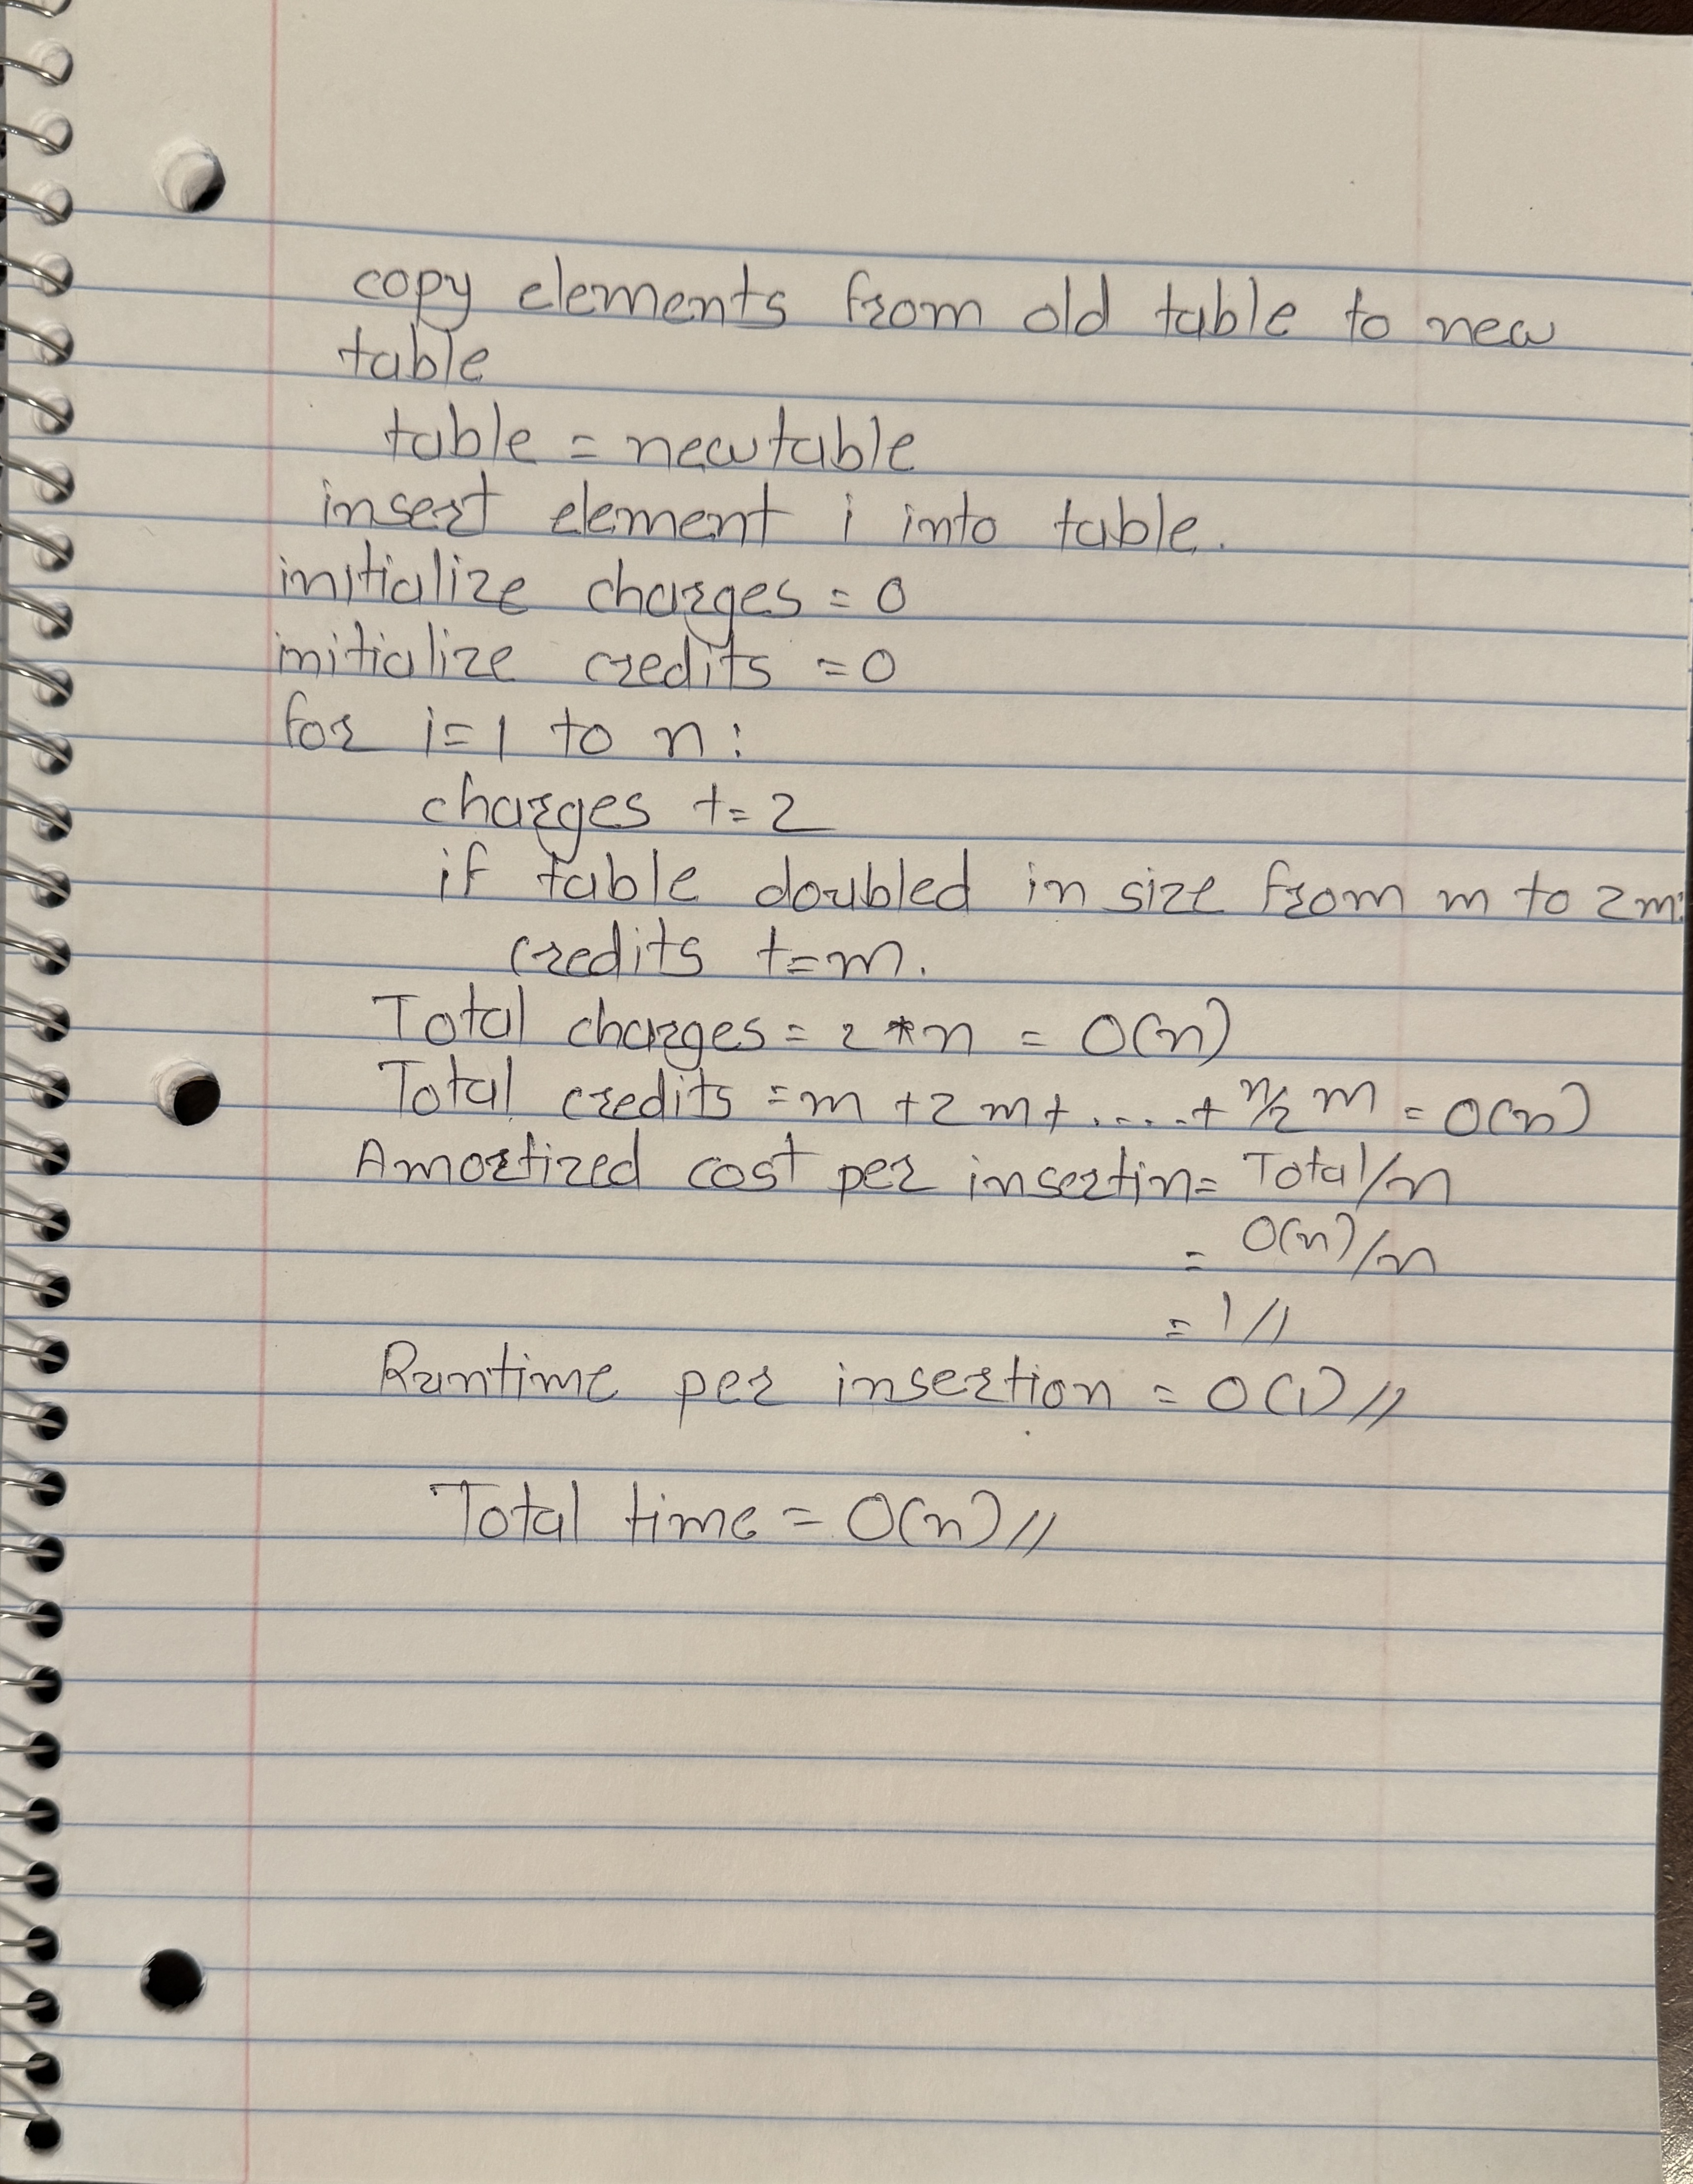 copy elements from old table to new
table
table = newtable
insert element i into table.
initialize charges = 0
initialize credits = 0
for i=1 to n:
charges += 2
if table doubled in size from m to 2m:
credits += m.
Total charges = 2 * n = O(n)
Total credits = m + 2m + ..... + n/2 m = O(n)
Amortized cost per insertin = Total/n
= O(n)/n
= 1 //
Runtime per insertion = O(1) //
Total time = O(n) //